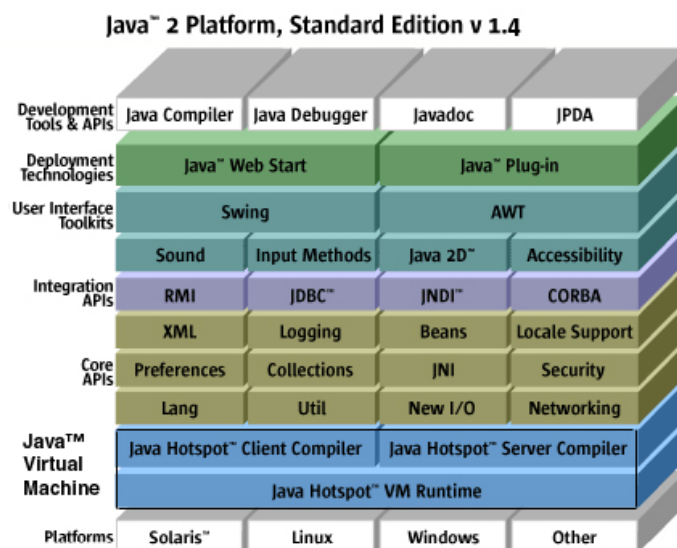 Java™ 2 Platform, Standard Edition v 1.4
Development Tools & APIs
Java Compiler
Java Debugger
Javadoc
JPDA
Deployment Technologies
Java™ Web Start
Java™ Plug-in
User Interface Toolkits
Swing
AWT
Sound
Input Methods
Java 2D™
Accessibility
Integration APIs
RMI
JDBC™
JNDI™
CORBA
XML
Logging
Beans
Locale Support
Core APIs
Preferences
Collections
JNI
Security
Lang
Util
New I/O
Networking
Java™ Virtual Machine
Java Hotspot™ Client Compiler
Java Hotspot™ Server Compiler
Java Hotspot™ VM Runtime
Platforms
Solaris™
Linux
Windows
Other